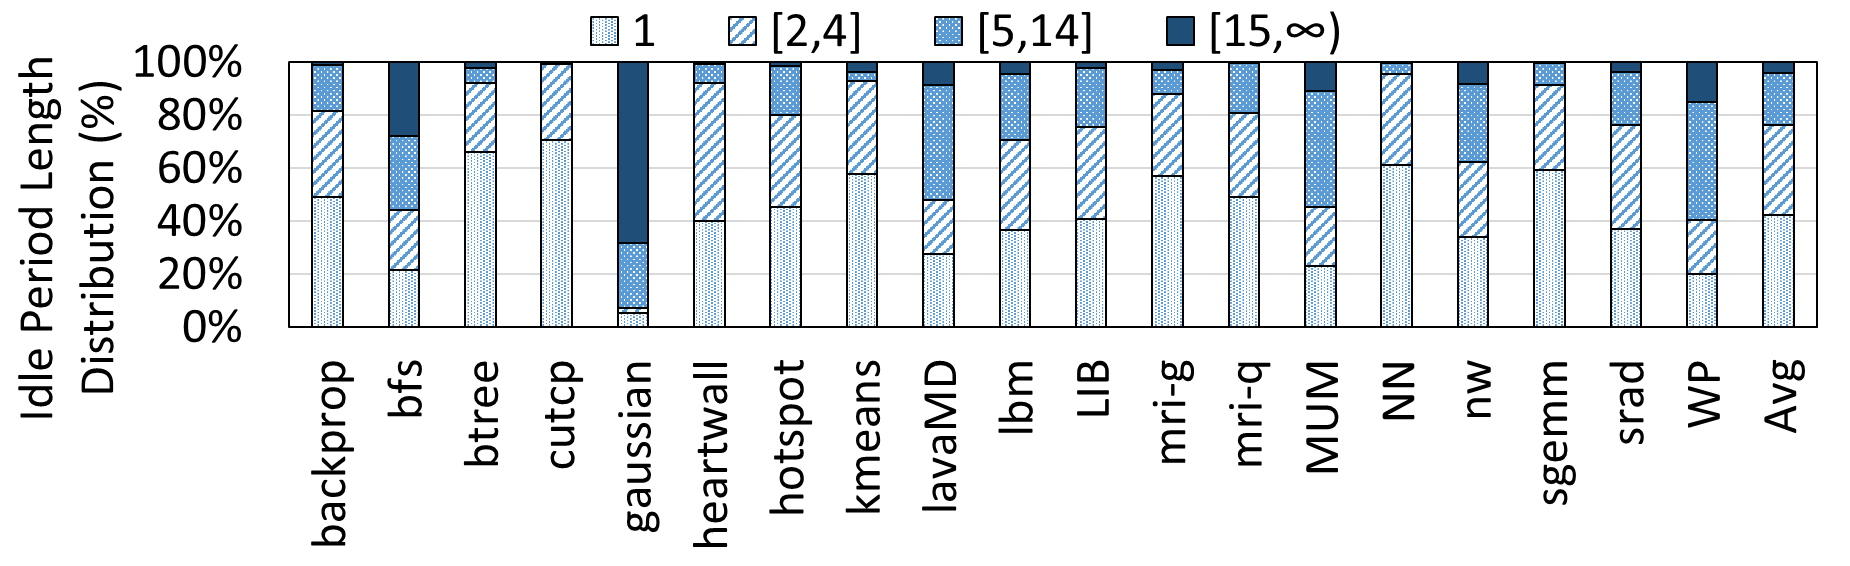 1 [2,4] [5,14] [15,∞)
Idle Period Length
Distribution (%)
100%
80%
60%
40%
20%
0%
backprop
bfs
btree
cutcp
gaussian
heartwall
hotspot
kmeans
lavaMD
lbm
LIB
mri-g
mri-q
MUM
NN
nw
sgemm
srad
WP
Avg